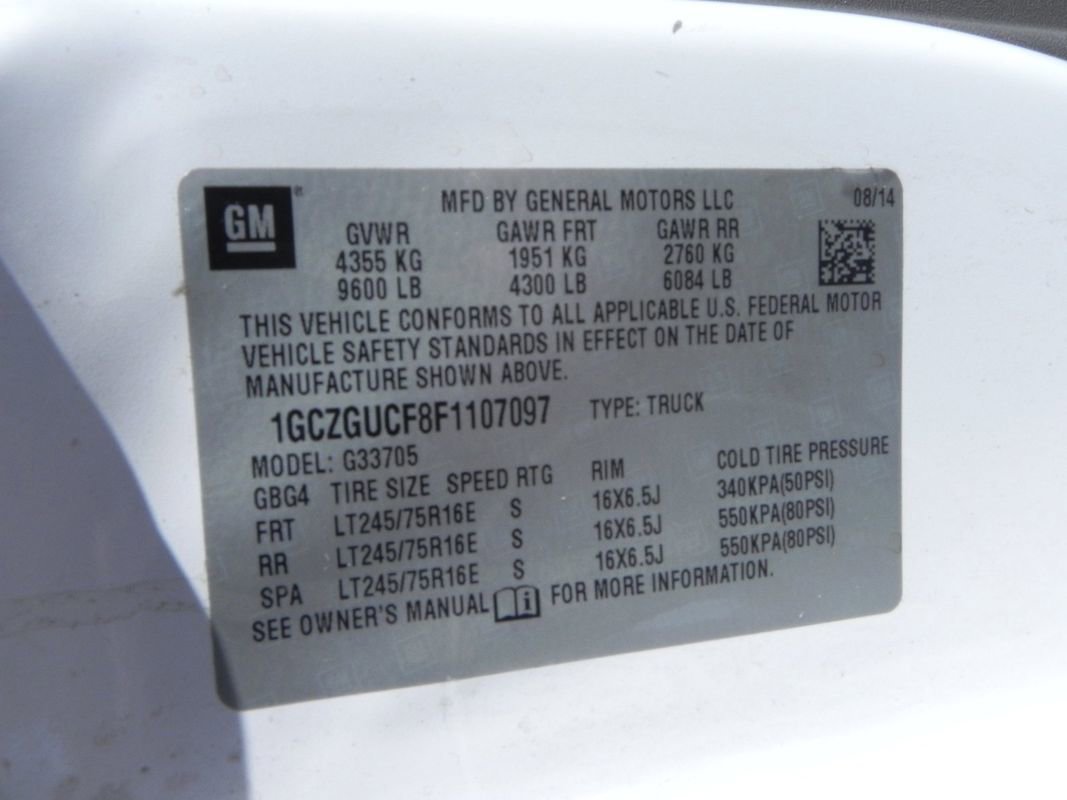 GM®
MFD BY GENERAL MOTORS LLC 08/14
GVWR GAWR FRT GAWR RR
4355 KG 1951 KG 2760 KG
9600 LB 4300 LB 6084 LB
THIS VEHICLE CONFORMS TO ALL APPLICABLE U.S. FEDERAL MOTOR
VEHICLE SAFETY STANDARDS IN EFFECT ON THE DATE OF
MANUFACTURE SHOWN ABOVE.
1GCZGUCF8F1107097 TYPE: TRUCK
MODEL: G33705
GBG4 TIRE SIZE SPEED RTG RIM COLD TIRE PRESSURE
FRT LT245/75R16E S 16X6.5J 340KPA(50PSI)
RR LT245/75R16E S 16X6.5J 550KPA(80PSI)
SPA LT245/75R16E S 16X6.5J 550KPA(80PSI)
SEE OWNER'S MANUAL i FOR MORE INFORMATION.